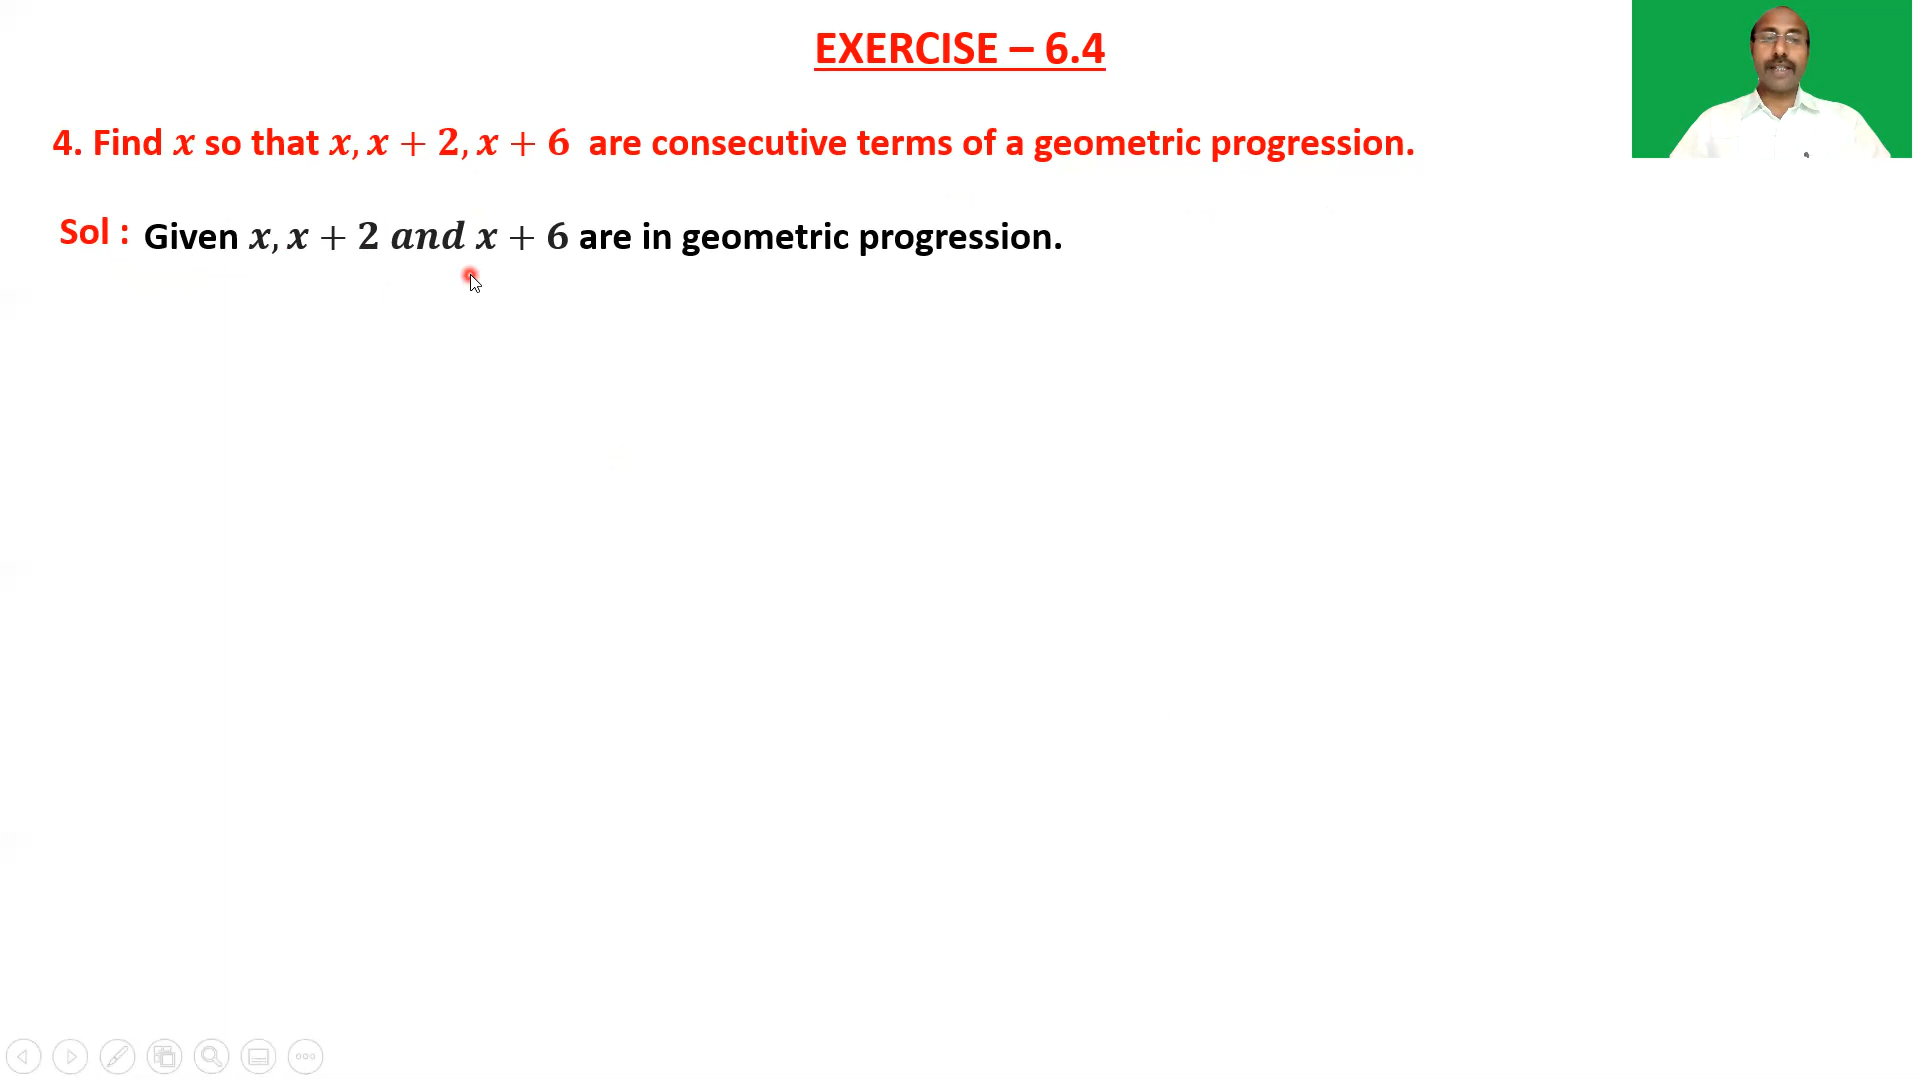 EXERCISE – 6.4
4. Find x so that x, x + 2, x + 6 are consecutive terms of a geometric progression.
Sol : Given x, x + 2 and x + 6 are in geometric progression.